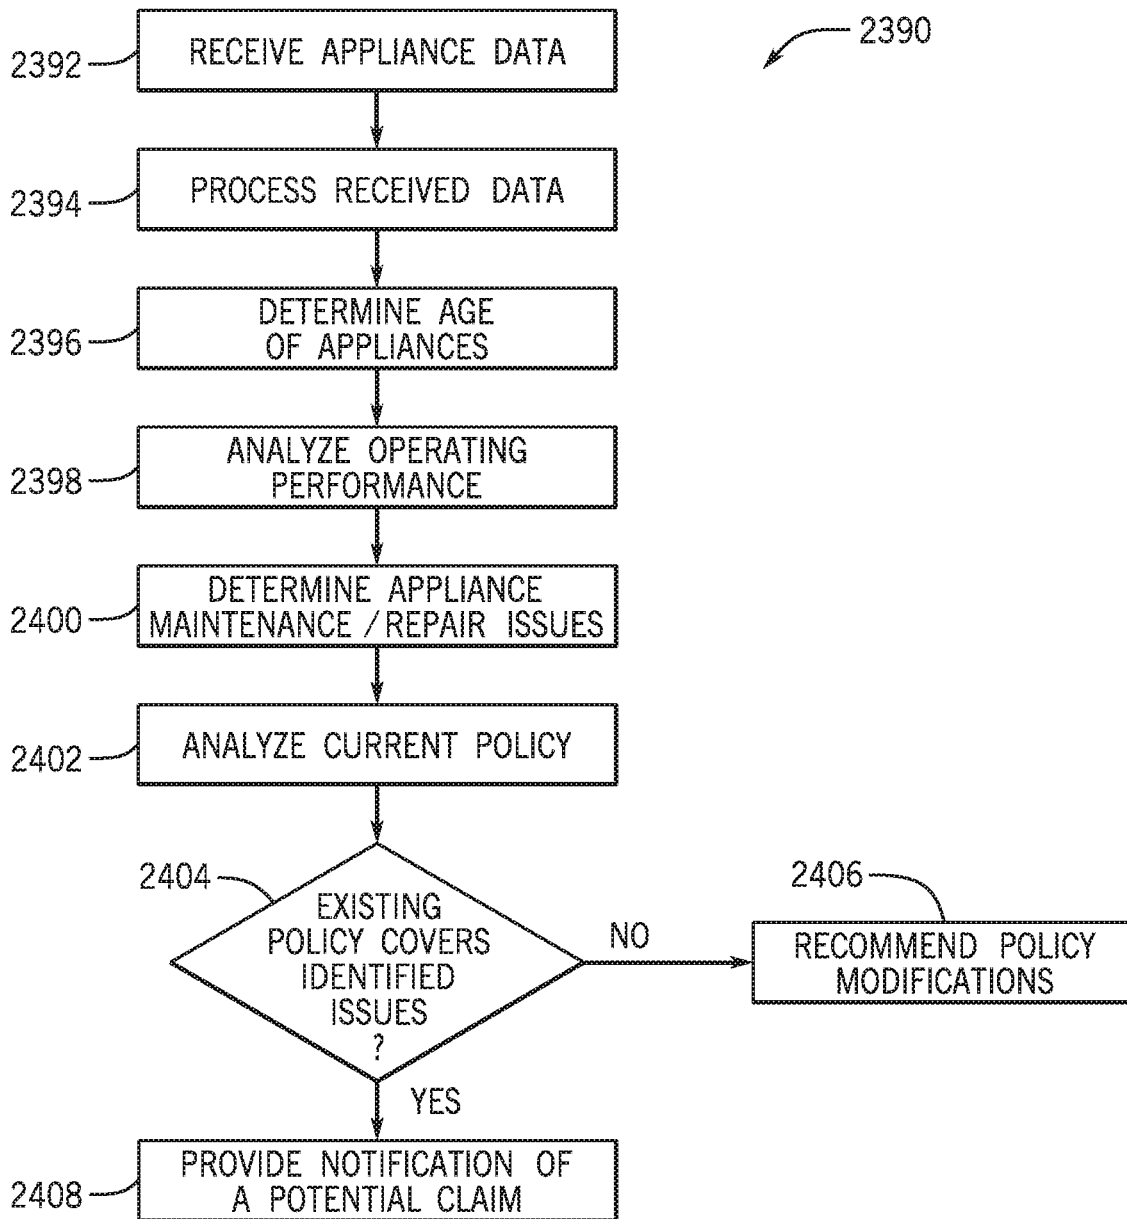 2390
2392
RECEIVE APPLIANCE DATA
2394
PROCESS RECEIVED DATA
2396
DETERMINE AGE
OF APPLIANCES
2398
ANALYZE OPERATING
PERFORMANCE
2400
DETERMINE APPLIANCE
MAINTENANCE / REPAIR ISSUES
2402
ANALYZE CURRENT POLICY
2404
EXISTING
POLICY COVERS
IDENTIFIED
ISSUES
?
NO
2406
RECOMMEND POLICY
MODIFICATIONS
YES
2408
PROVIDE NOTIFICATION OF
A POTENTIAL CLAIM